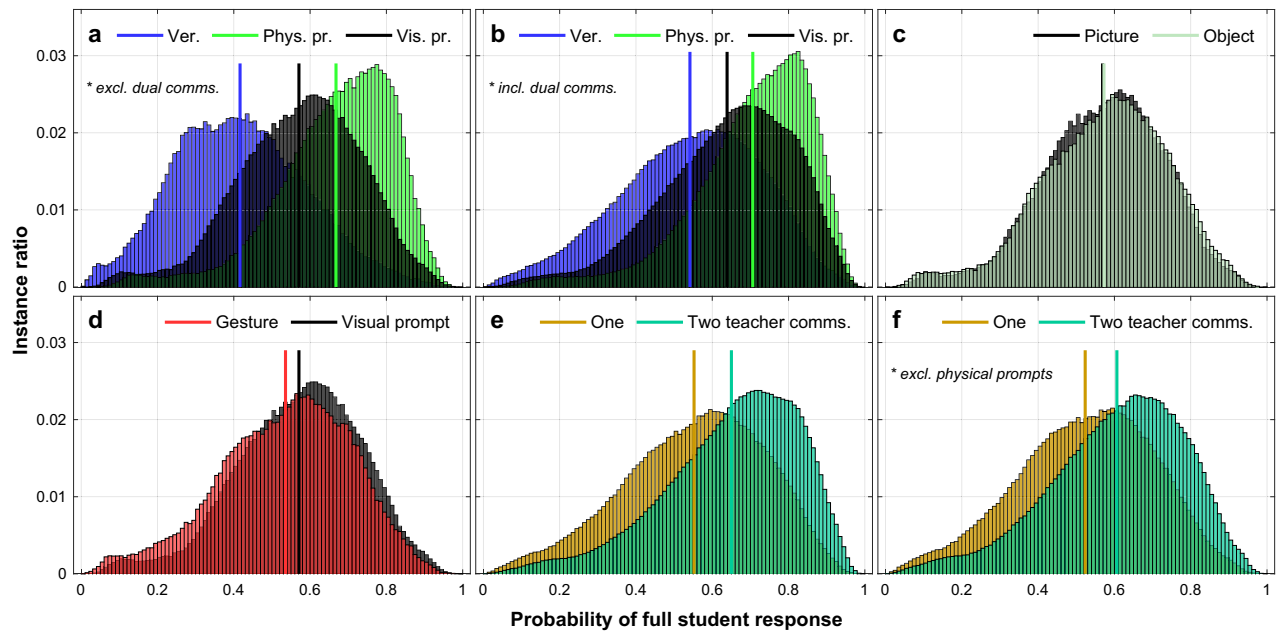 a Ver. Phys. pr. Vis. pr.
* excl. dual comms.
b Ver. Phys. pr. Vis. pr.
* incl. dual comms.
c Picture Object
0.03
0.02
0.01
0
d Gesture Visual prompt
e One Two teacher comms.
f One Two teacher comms.
* excl. physical prompts
0.03
0.02
0.01
0
0 0.2 0.4 0.6 0.8 1
0 0.2 0.4 0.6 0.8 1
0 0.2 0.4 0.6 0.8 1
Instance ratio
Probability of full student response